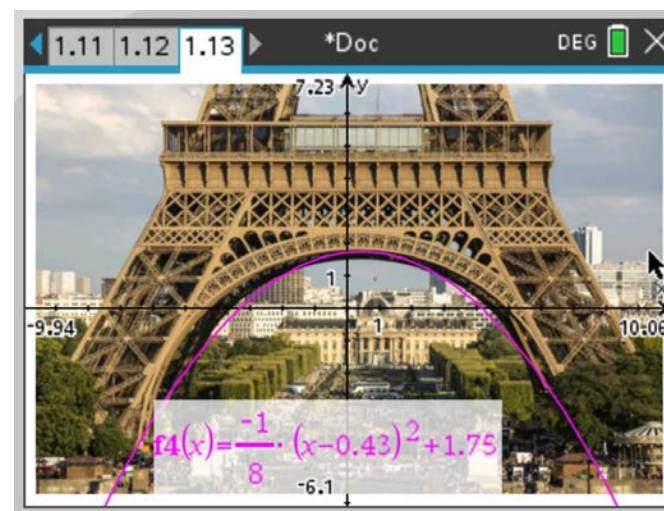 1.11 1.12 1.13 *Doc DEG
7.23 y
1
x
-9.94 1 10.06
f4(x)=-1/8·(x-0.43)²+1.75
-6.1